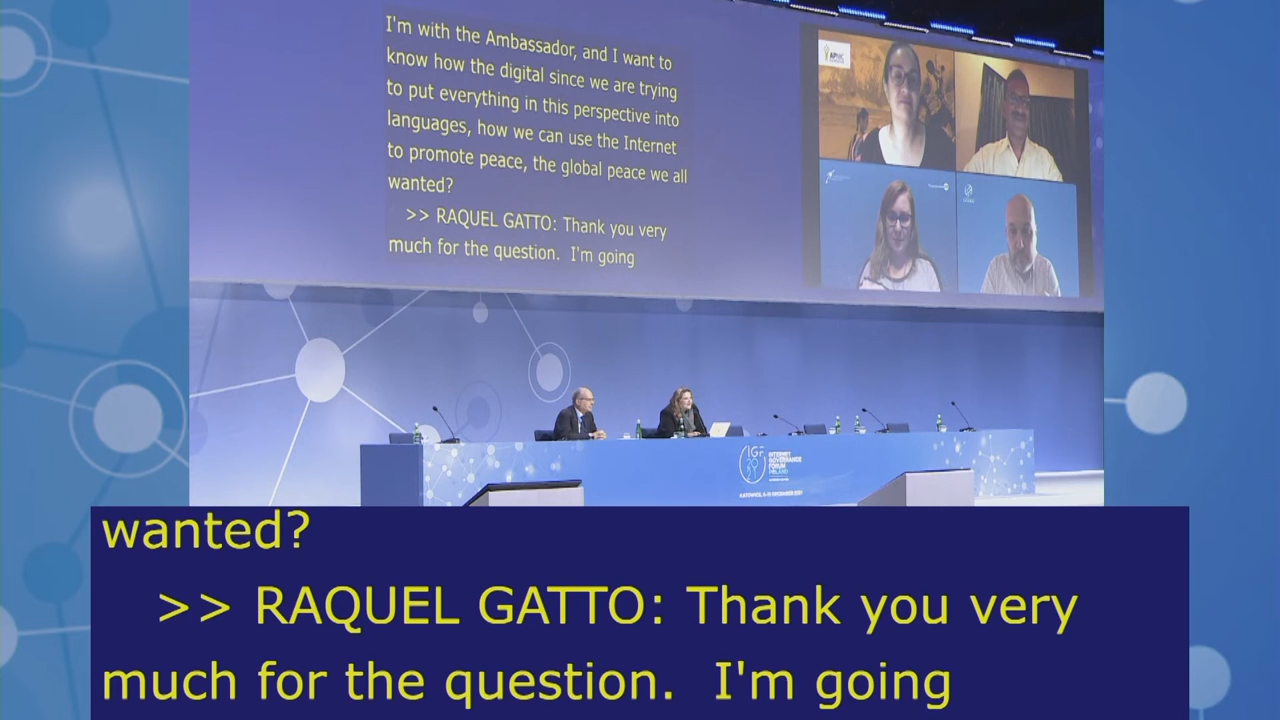 I'm with the Ambassador, and I want to
know how the digital since we are trying
to put everything in this perspective into
languages, how we can use the Internet
to promote peace, the global peace we all
wanted?
>> RAQUEL GATTO: Thank you very
much for the question.  I'm going
IGF
2021
INTERNET
GOVERNANCE
FORUM
POLAND
wanted?
>> RAQUEL GATTO: Thank you very
much for the question.  I'm going